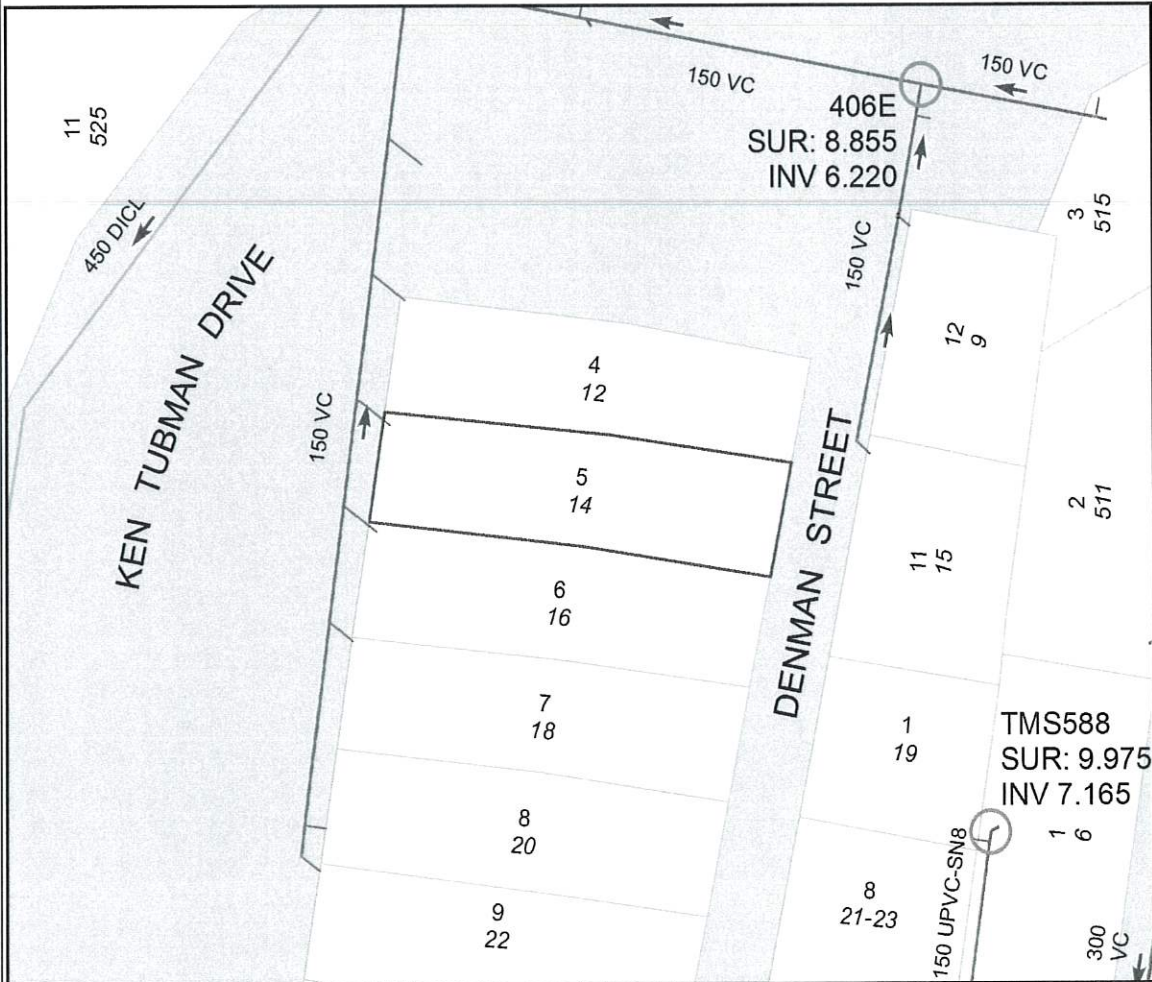 150 VC
150 VC
406E
SUR: 8.855
INV 6.220
11
525
3
515
450 DICL
KEN TUBMAN DRIVE
150 VC
12
9
4
12
150 VC
5
14
DENMAN STREET
2
511
11
15
6
16
7
18
1
19
TMS588
SUR: 9.975
INV 7.165
1
6
8
20
8
21-23
150 UPVC-SN8
9
22
300
VC